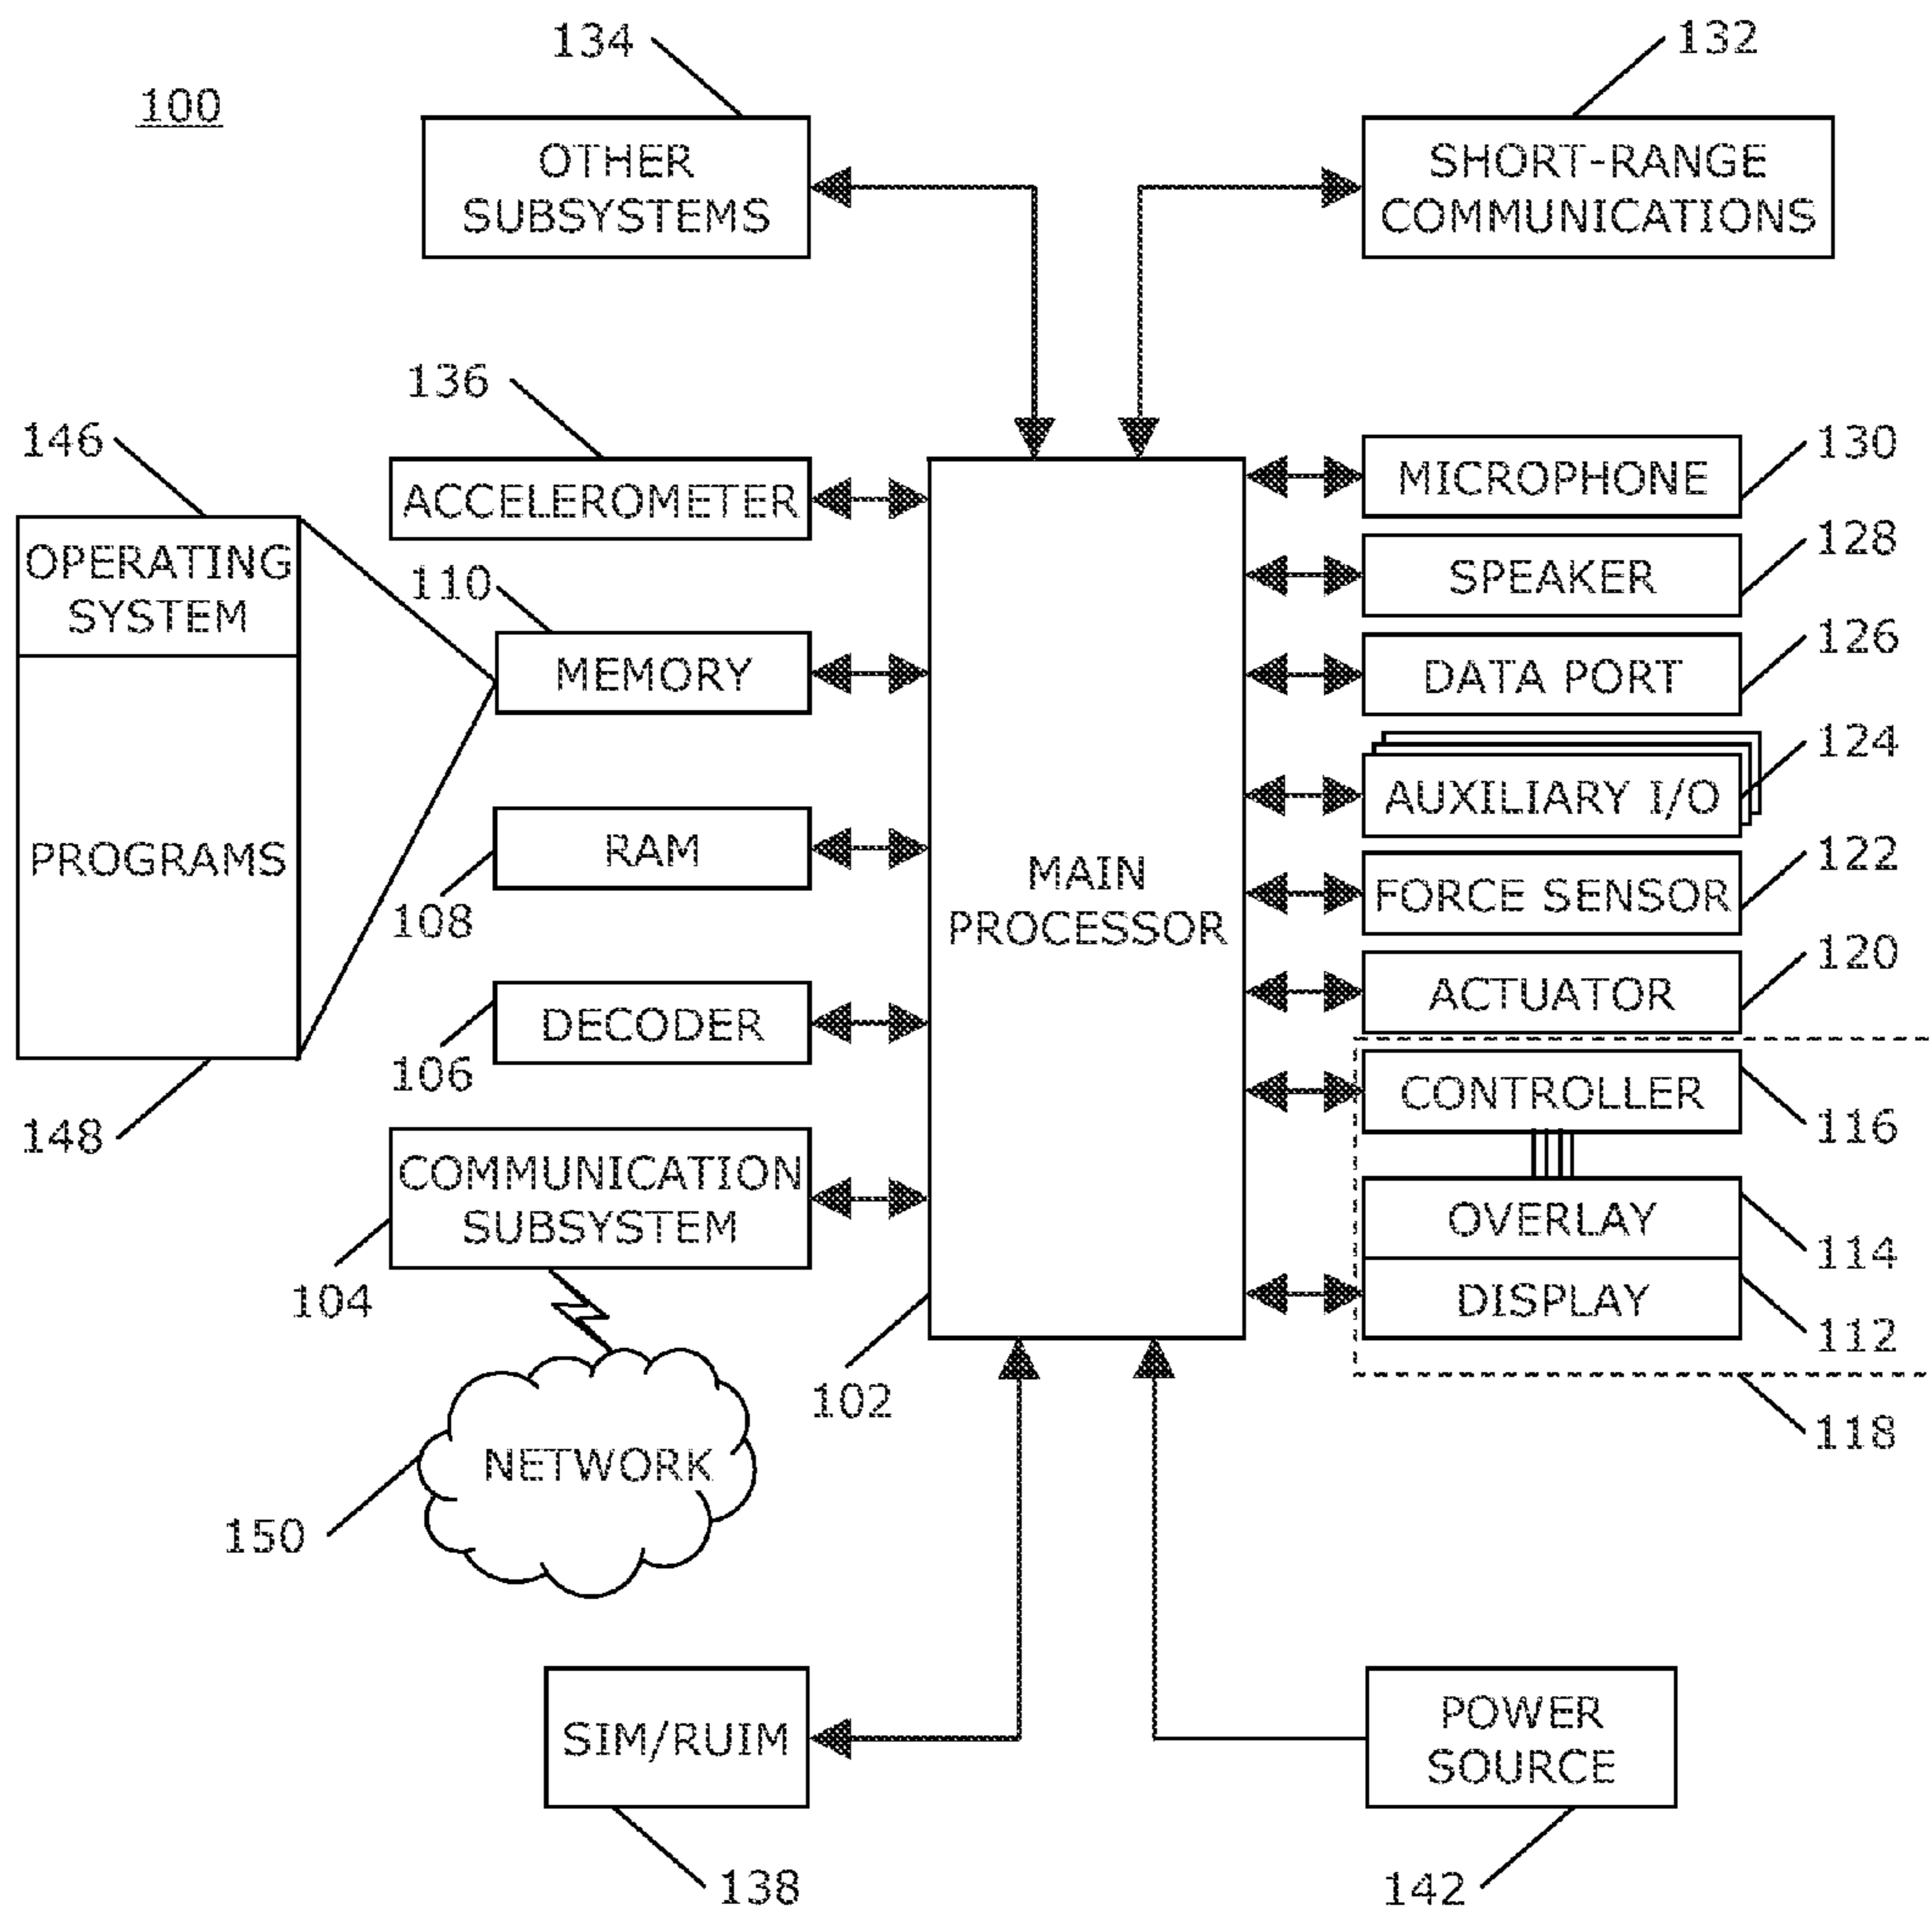 134
132
100
OTHER
SUBSYSTEMS
SHORT-RANGE
COMMUNICATIONS
136
146
130
ACCELEROMETER
MICROPHONE
OPERATING
SYSTEM
110
128
SPEAKER
MEMORY
126
DATA PORT
124
AUXILIARY I/O
PROGRAMS
RAM
108
MAIN
PROCESSOR
122
FORCE SENSOR
120
ACTUATOR
DECODER
106
CONTROLLER
116
148
COMMUNICATION
SUBSYSTEM
104
OVERLAY
114
DISPLAY
112
102
118
NETWORK
150
SIM/RUIM
POWER
SOURCE
138
142